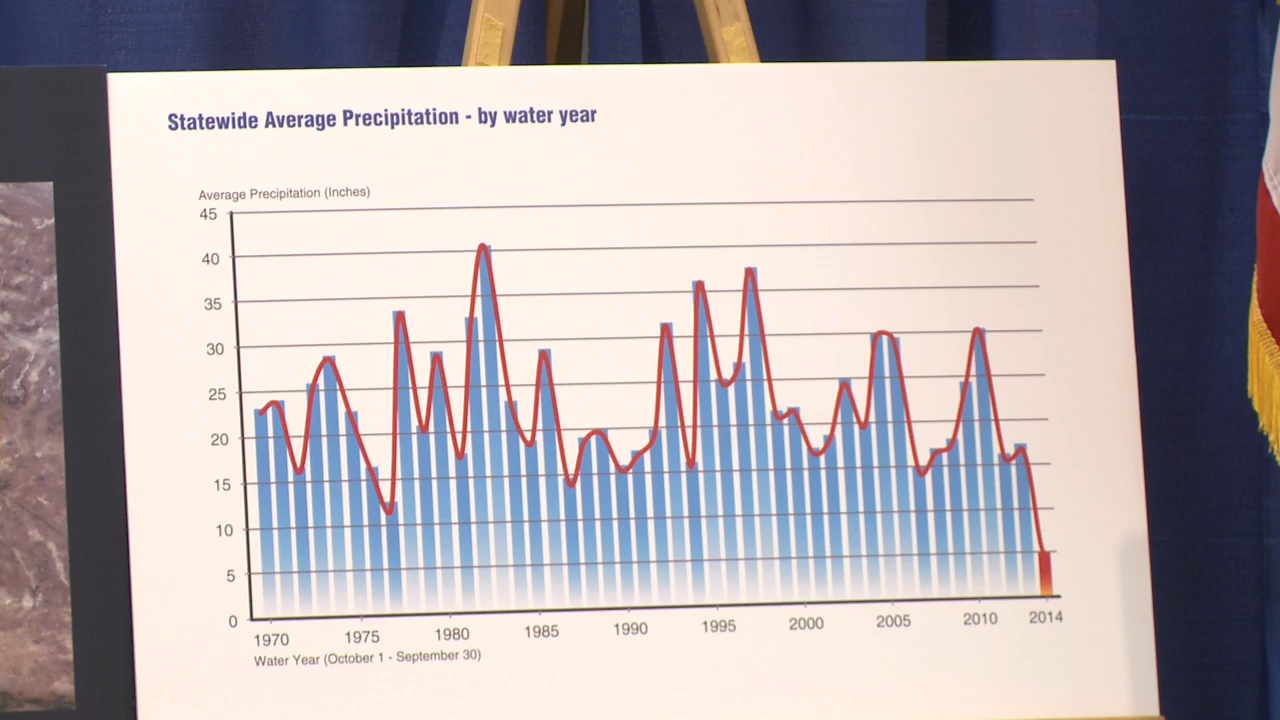 Statewide Average Precipitation - by water year
Average Precipitation (Inches)
45
40
35
30
25
20
15
10
5
0
1970 1975 1980 1985 1990 1995 2000 2005 2010 2014
Water Year (October 1 - September 30)